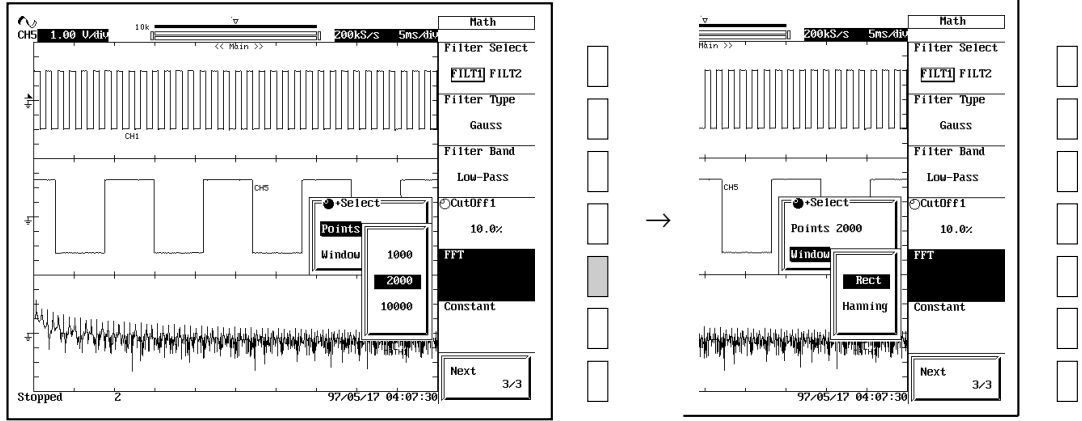 CH5 1.00 V/div
10k
200kS/s 5ms/div
<< Main >>
CH1
CH5
+Select
Points
Window
1000
2000
10000
Stopped 2
97/05/17 04:07:30
Math
Filter Select
FILT1 FILT2
Filter Type
Gauss
Filter Band
Low-Pass
CutOff1
10.0%
FFT
Constant
Next
3/3
→
Main >>
200kS/s 5ms/div
CH5
+Select
Points 2000
Window
Rect
Hanning
97/05/17 04:07:30
Math
Filter Select
FILT1 FILT2
Filter Type
Gauss
Filter Band
Low-Pass
CutOff1
10.0%
FFT
Constant
Next
3/3